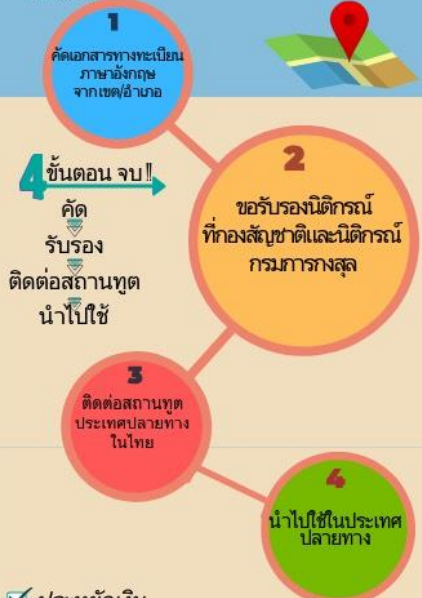 1
คัดเอกสารทางทะเบียน
ภาษาอังกฤษ
จากเขต/อำเภอ
4 ขั้นตอน จบ!!
คัด
รับรอง
ติดต่อสถานทูต
นำไปใช้
2
ขอรับรองนิติกรณ์
ที่กองสัญชาติและนิติกรณ์
กรมการกงสุล
3
ติดต่อสถานทูต
ประเทศปลายทาง
ในไทย
4
นำไปใช้ในประเทศ
ปลายทาง